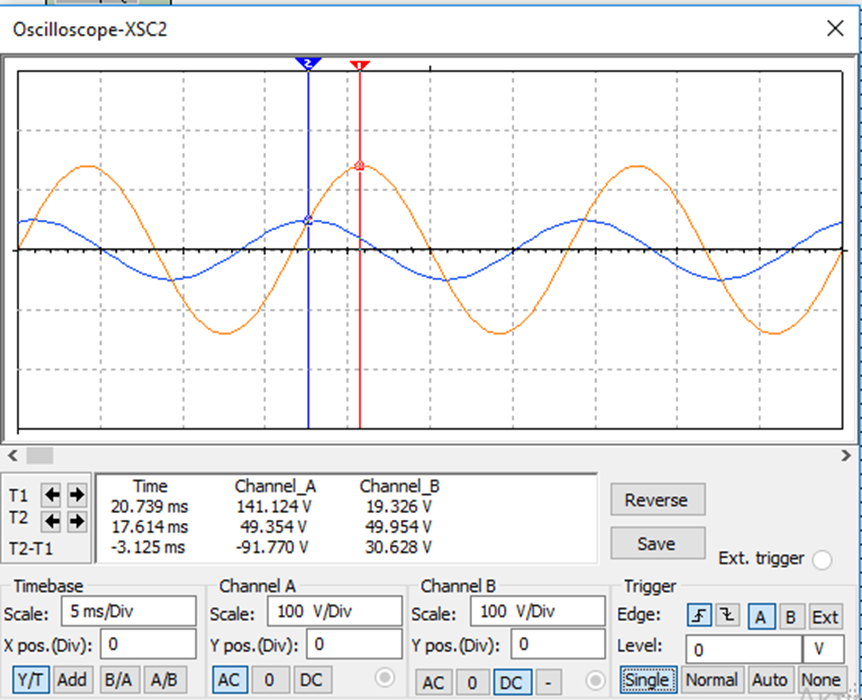 Oscilloscope-XSC2
2 1
T1
T2
T2-T1
Time Channel_A Channel_B
20.739 ms 141.124 V 19.326 V
17.614 ms 49.354 V 49.954 V
-3.125 ms -91.770 V 30.628 V
Reverse
Save
Ext. trigger
Timebase
Scale: 5 ms/Div
X pos.(Div): 0
Y/T Add B/A A/B
Channel A
Scale: 100 V/Div
Y pos.(Div): 0
AC 0 DC
Channel B
Scale: 100 V/Div
Y pos.(Div): 0
AC 0 DC -
Trigger
Edge: A B Ext
Level: 0 V
Single Normal Auto None